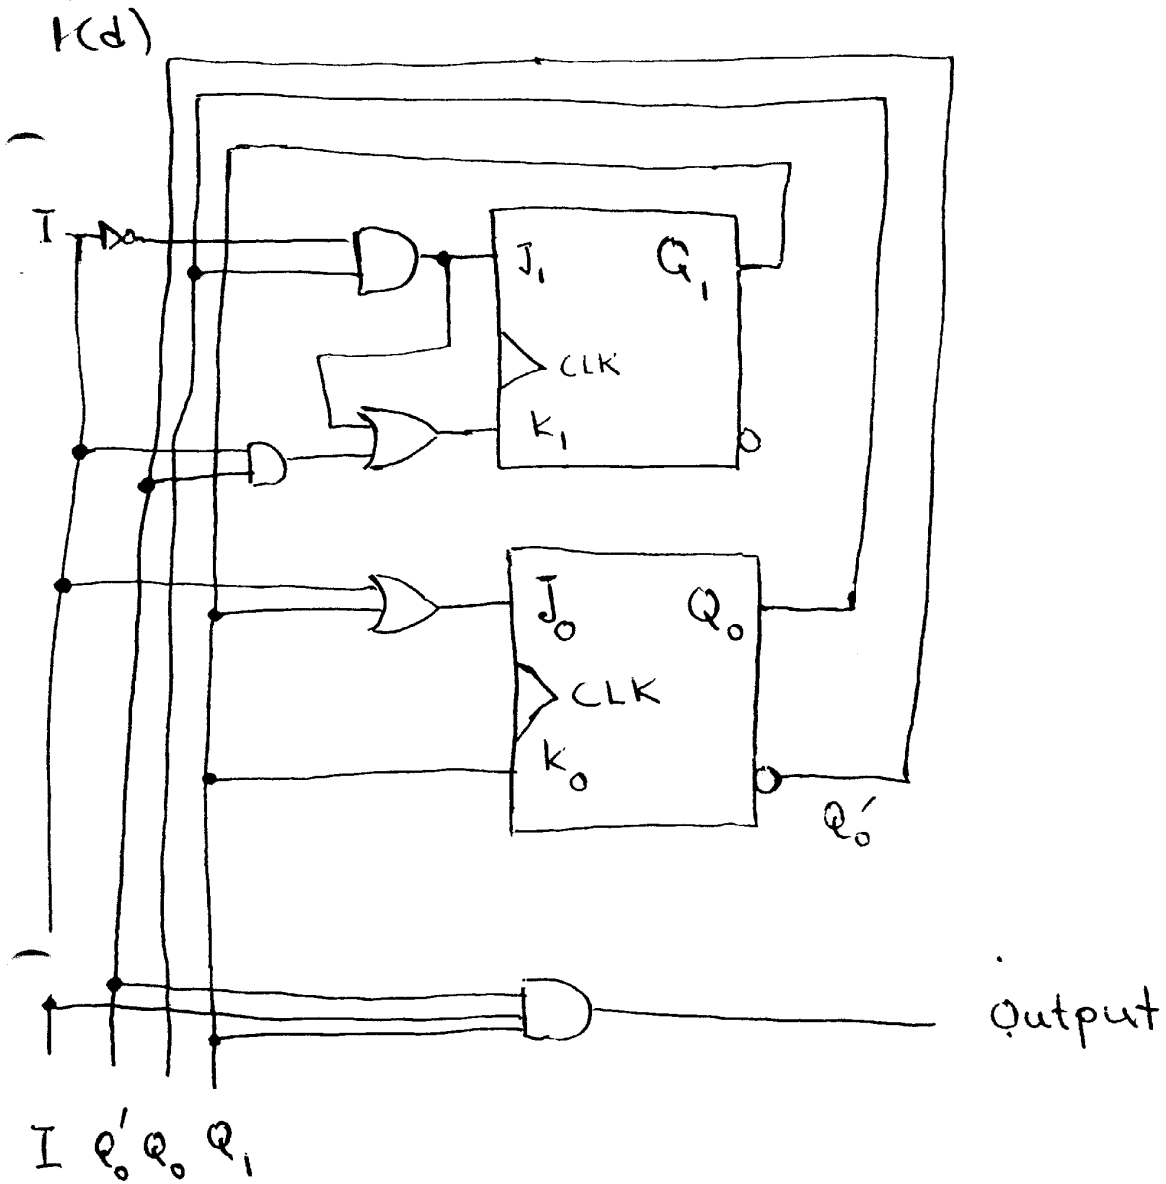 1(d)
I
J₁ Q₁
CLK
K₁
J₀ Q₀
CLK
K₀
Q₀'
Output
I Q₀' Q₀ Q₁